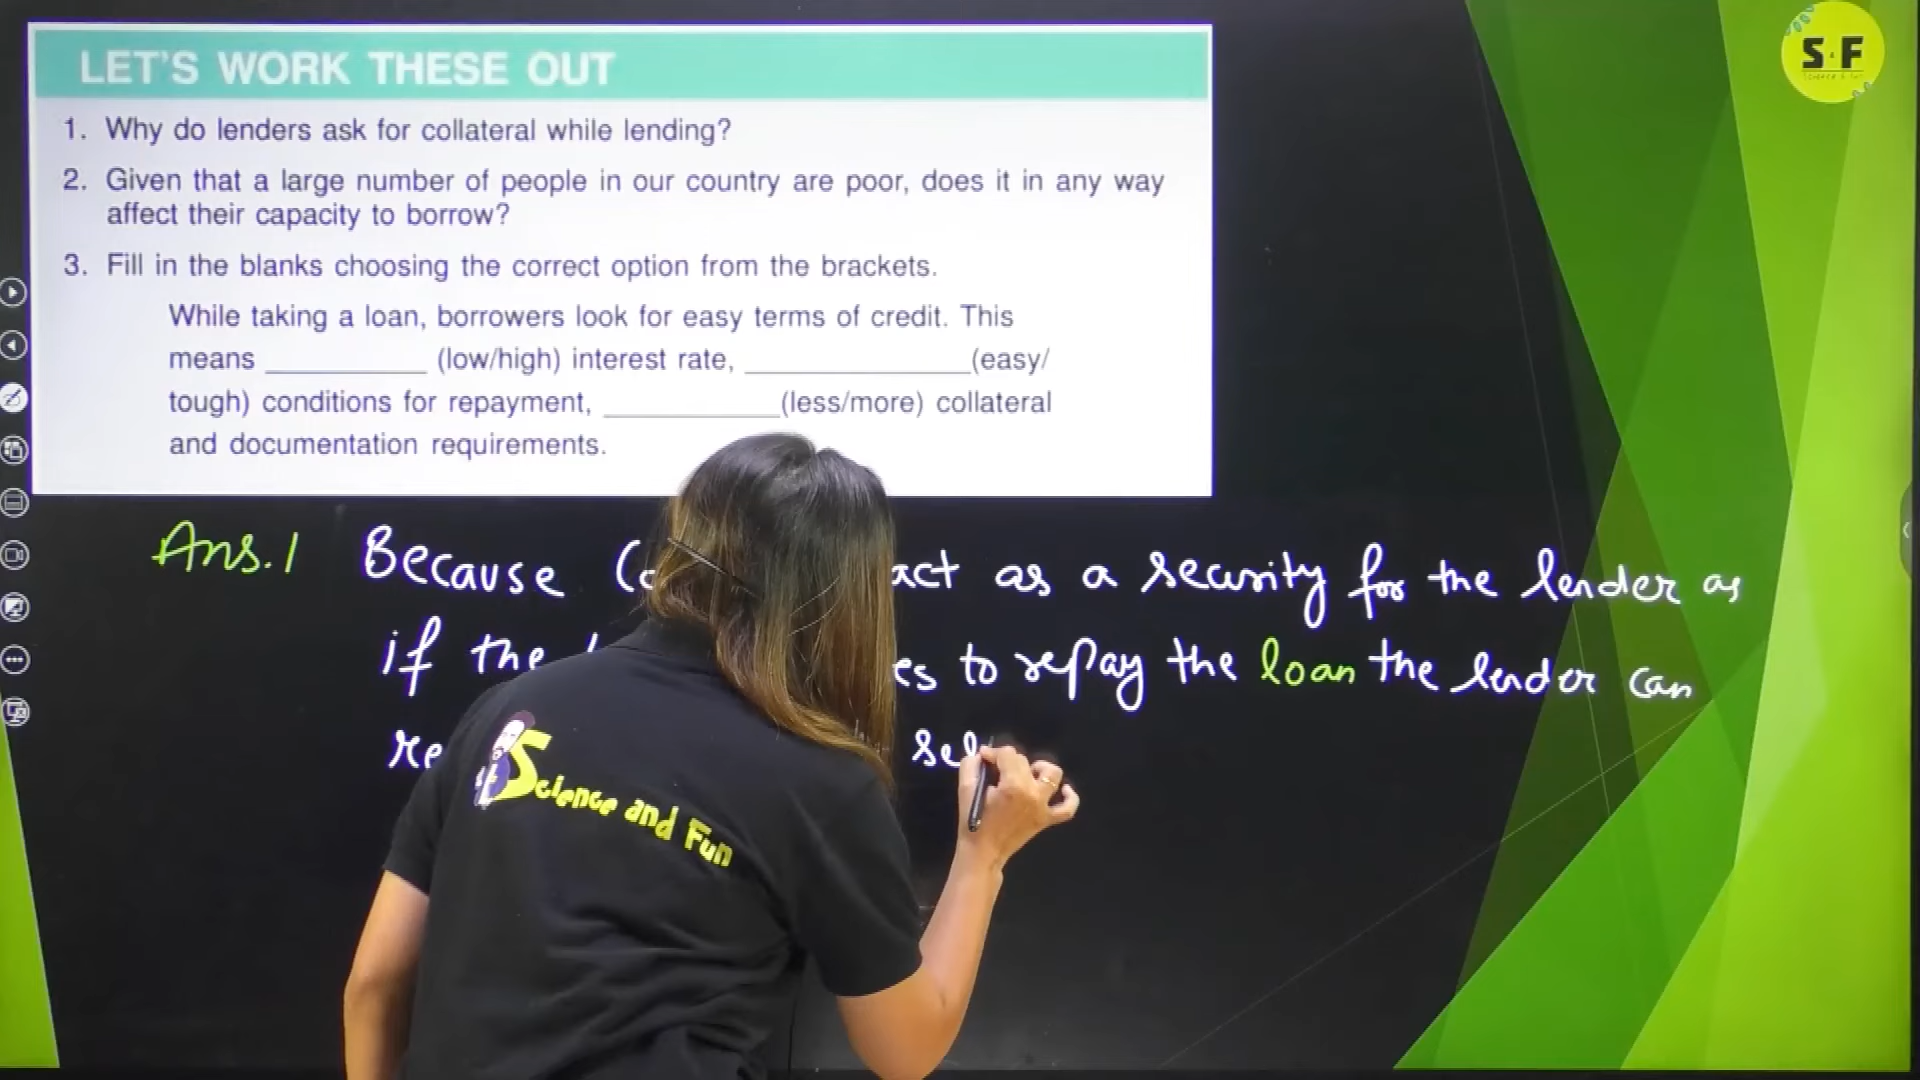 LET'S WORK THESE OUT
1. Why do lenders ask for collateral while lending?
2. Given that a large number of people in our country are poor, does it in any way
affect their capacity to borrow?
3. Fill in the blanks choosing the correct option from the brackets.
While taking a loan, borrowers look for easy terms of credit. This
means __________ (low/high) interest rate, ______________(easy/
tough) conditions for repayment, ___________(less/more) collateral
and documentation requirements.
Ans.1 Because act as a security for the lender as
if the to repay the loan the lender can
S F
Science and Fun